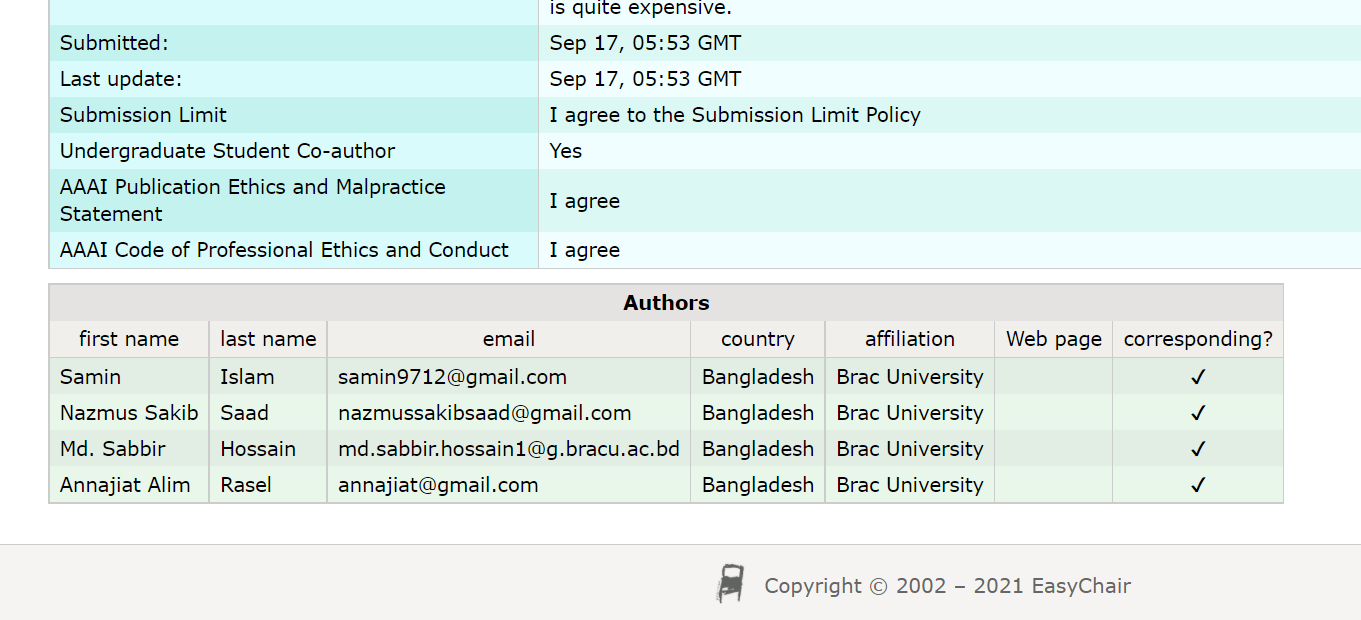 is quite expensive.
Submitted: Sep 17, 05:53 GMT
Last update: Sep 17, 05:53 GMT
Submission Limit I agree to the Submission Limit Policy
Undergraduate Student Co-author Yes
AAAI Publication Ethics and Malpractice
Statement I agree
AAAI Code of Professional Ethics and Conduct I agree
Authors
first name last name email country affiliation Web page corresponding?
Samin Islam samin9712@gmail.com Bangladesh Brac University ✓
Nazmus Sakib Saad nazmussakibsaad@gmail.com Bangladesh Brac University ✓
Md. Sabbir Hossain md.sabbir.hossain1@g.bracu.ac.bd Bangladesh Brac University ✓
Annajiat Alim Rasel annajiat@gmail.com Bangladesh Brac University ✓
Copyright © 2002 – 2021 EasyChair